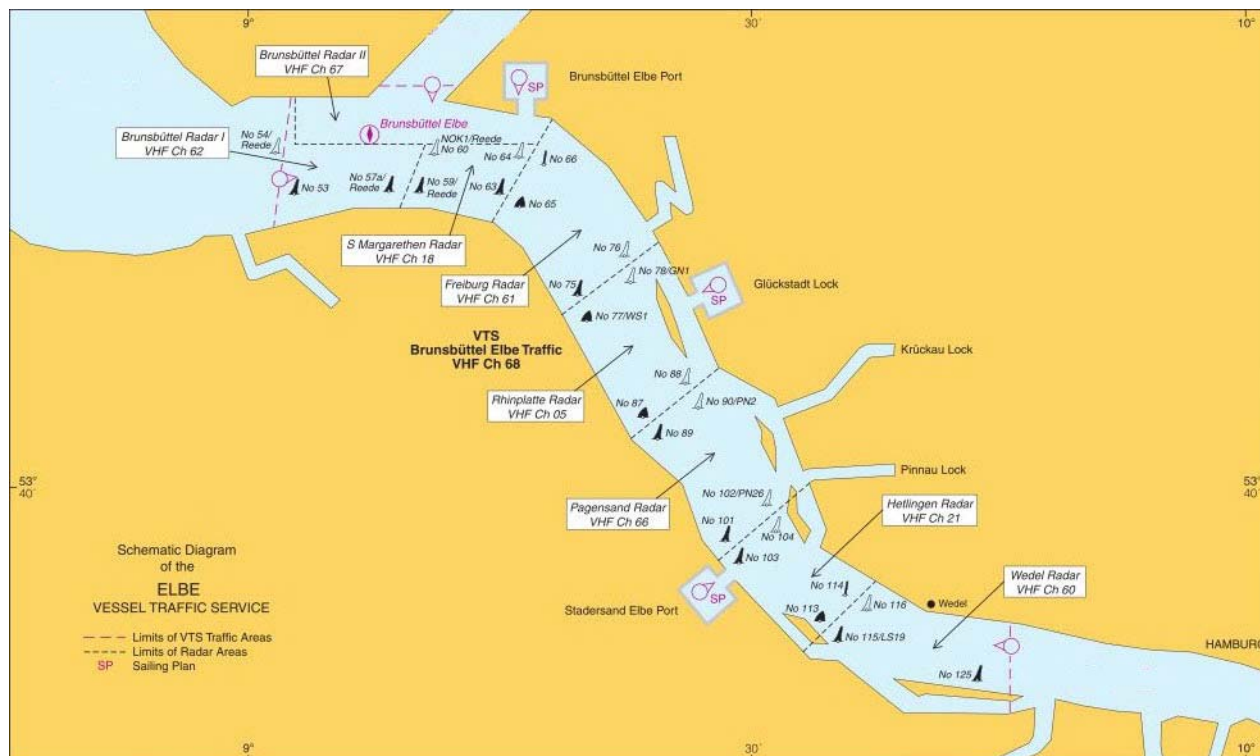 9°
30´
10°
Brunsbüttel Radar II
VHF Ch 67
Brunsbüttel Elbe Port
SP
Brunsbüttel Elbe
Brunsbüttel Radar I
VHF Ch 62
No 54/
Reede
NOK1/Reede
No 60
No 64
No 66
No 53
No 57a/
Reede
No 59/
Reede
No 63
No 65
S Margarethen Radar
VHF Ch 18
No 76
No 78/GN1
Freiburg Radar
VHF Ch 61
No 75
Glückstadt Lock
SP
No 77/WS1
VTS
Brunsbüttel Elbe Traffic
VHF Ch 68
Krückau Lock
No 88
Rhinplatte Radar
VHF Ch 05
No 87
No 90/PN2
No 89
Pinnau Lock
53°
40´
53°
40´
No 102/PN26
Pagensand Radar
VHF Ch 66
Hetlingen Radar
VHF Ch 21
No 101
No 104
No 103
Schematic Diagram
of the
ELBE
VESSEL TRAFFIC SERVICE
Wedel Radar
VHF Ch 60
SP
Stadersand Elbe Port
No 114
No 116
Wedel
No 113
No 115/LS19
Limits of VTS Traffic Areas
Limits of Radar Areas
SP Sailing Plan
HAMBURG
No 125
9°
30´
10°